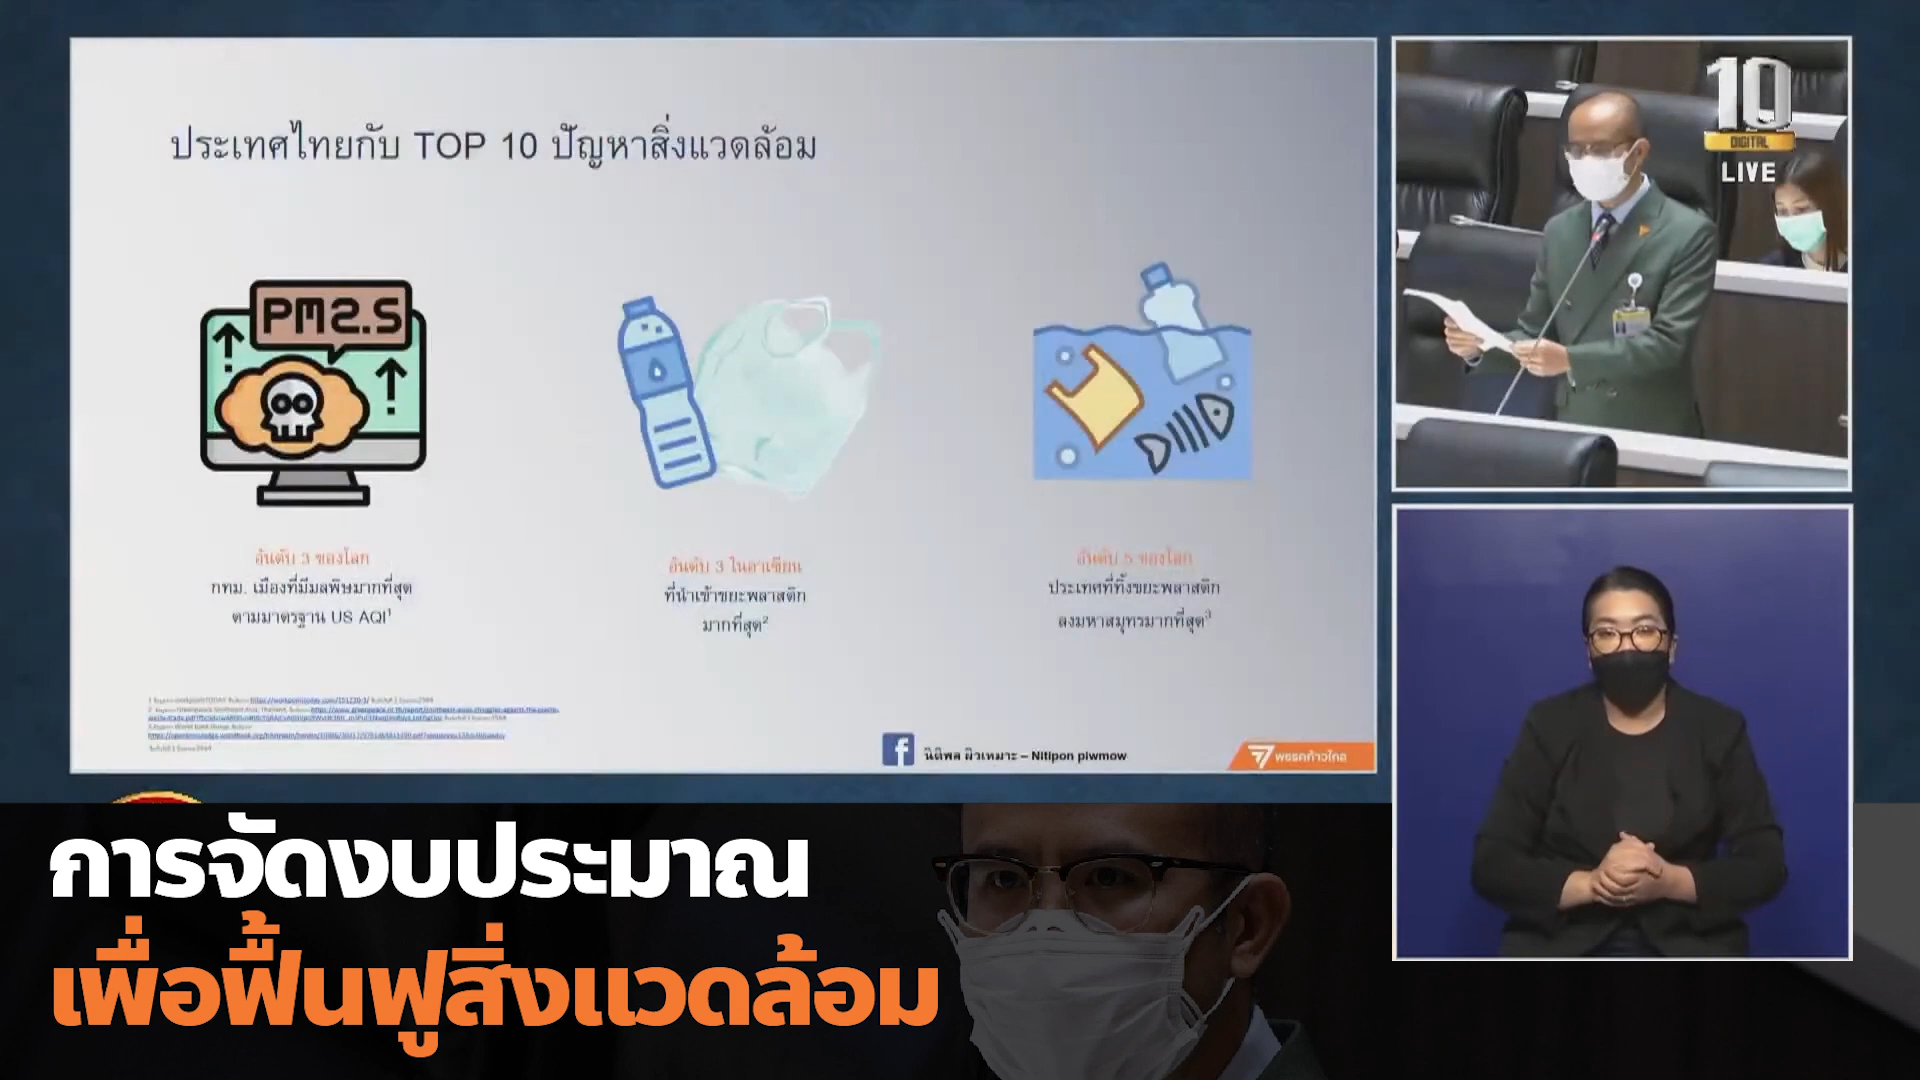 ประเทศไทยกับ TOP 10 ปัญหาสิ่งแวดล้อม
PM2.5
อันดับ 3 ของโลก
กทม. เมืองที่มีมลพิษมากที่สุด
ตามมาตรฐาน US AQI¹
อันดับ 3 ในอาเซียน
ที่นำเข้าขยะพลาสติก
มากที่สุด²
อันดับ 5 ของโลก
ประเทศที่ทิ้งขยะพลาสติก
ลงมหาสมุทรมากที่สุด³
นิติพล ผิวเหมาะ – Nitipon piwmow
พรรคก้าวไกล
10
DIGITAL
LIVE
การจัดงบประมาณ
เพื่อฟื้นฟูสิ่งแวดล้อม